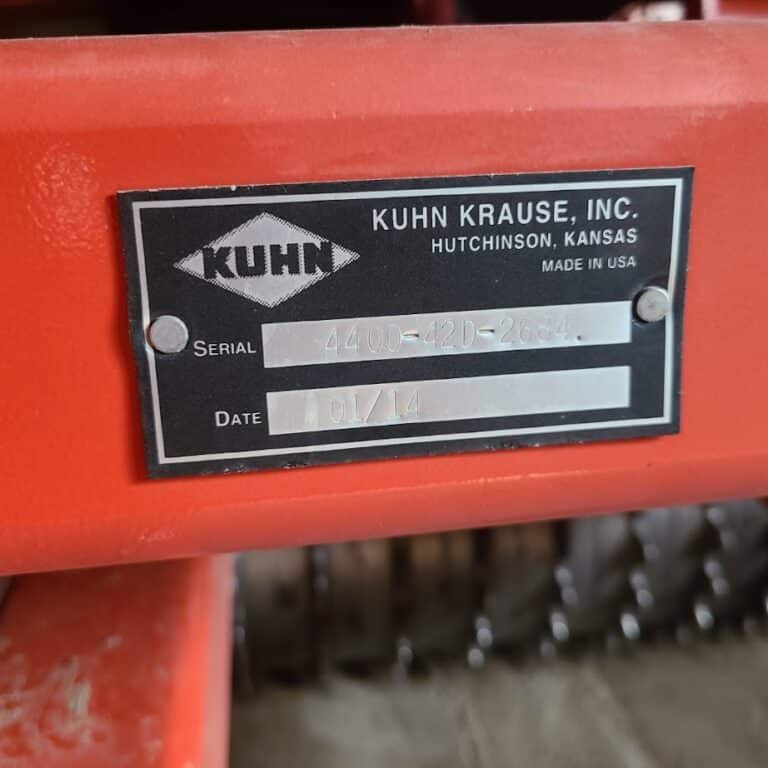 KUHN
KUHN KRAUSE, INC.
HUTCHINSON, KANSAS
MADE IN USA
SERIAL
DATE 01/14